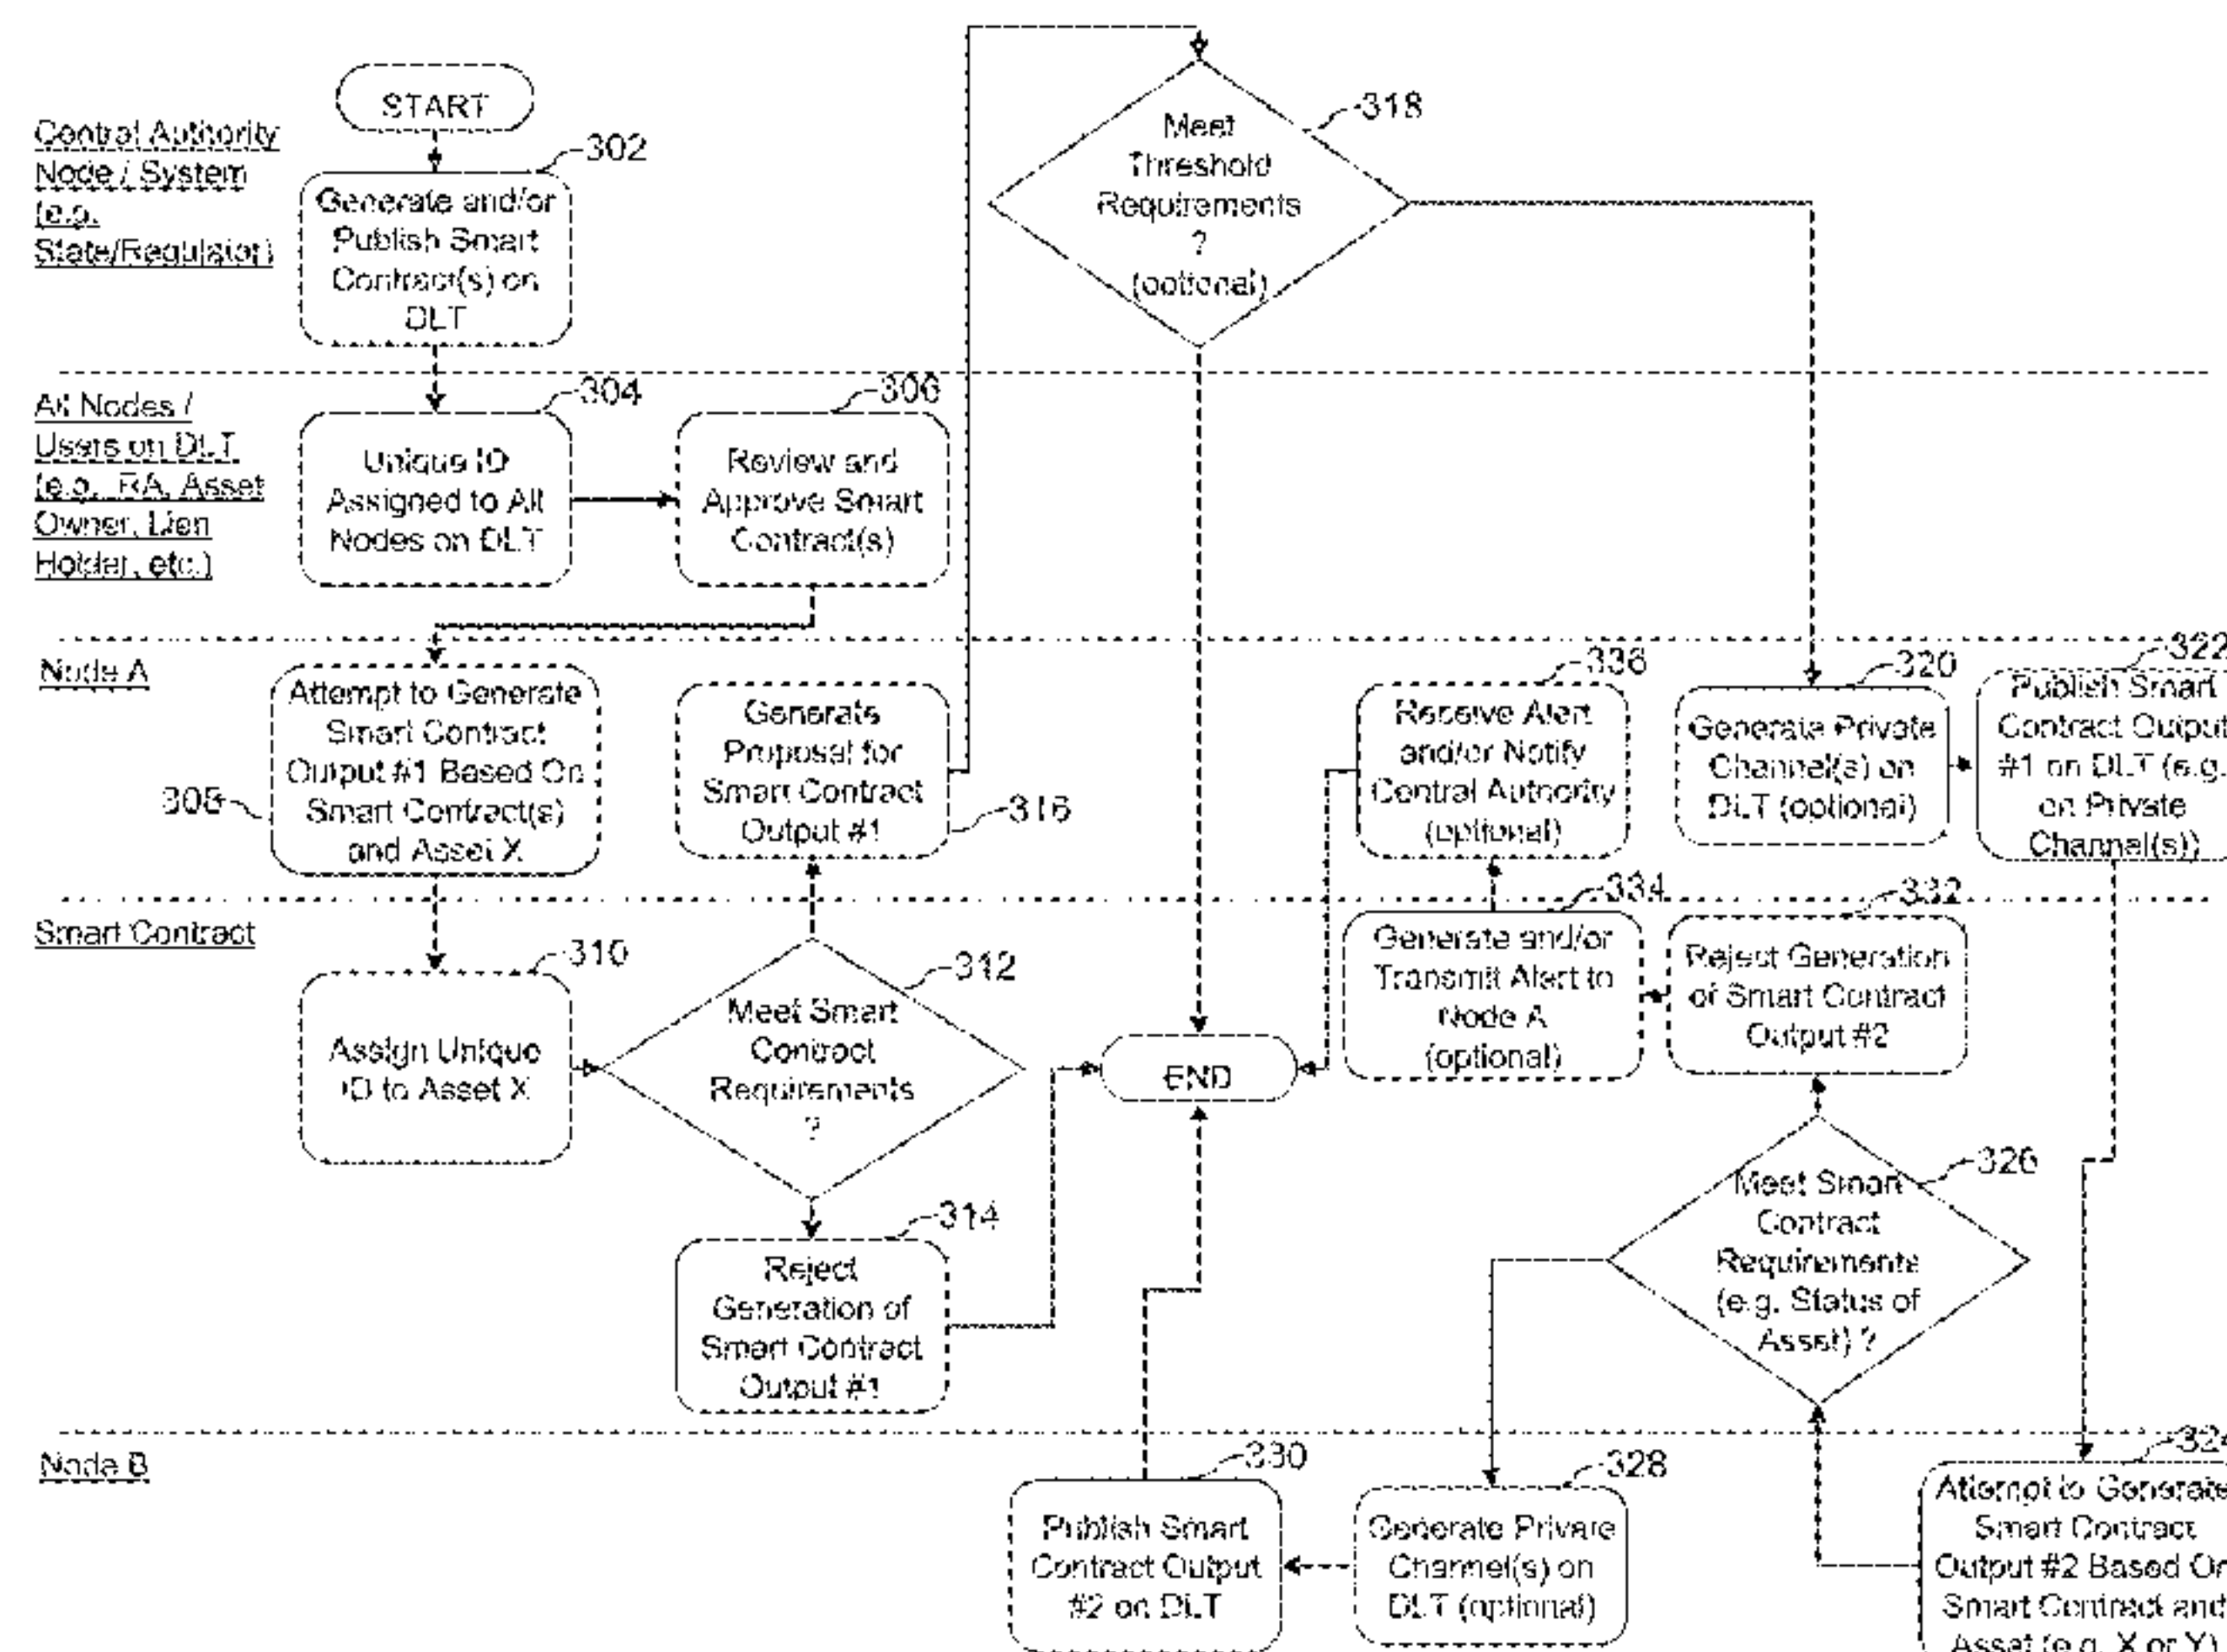 START
Central Authority
Node / System
(e.g.
State/Regulator)
302
Generate and/or
Publish Smart
Contract(s) on
DLT
318
Meet
Threshold
Requirements
?
(optional)
All Nodes /
Users on DLT
(e.g., RA, Asset
Owner, Lien
Holder, etc.)
304
Unique ID
Assigned to All
Nodes on DLT
306
Review and
Approve Smart
Contract(s)
Node A
308
Attempt to Generate
Smart Contract
Output #1 Based On
Smart Contract(s)
and Asset X
Generate
Proposal for
Smart Contract
Output #1
316
336
Receive Alert
and/or Notify
Central Authority
(optional)
320
Generate Private
Channel(s) on
DLT (optional)
322
Publish Smart
Contract Output
#1 on DLT (e.g.
on Private
Channel(s))
Smart Contract
310
Assign Unique
ID to Asset X
312
Meet Smart
Contract
Requirements
?
314
Reject
Generation of
Smart Contract
Output #1
END
334
Generate and/or
Transmit Alert to
Node A
(optional)
332
Reject Generation
of Smart Contract
Output #2
326
Meet Smart
Contract
Requirements
(e.g. Status of
Asset) ?
Node B
330
Publish Smart
Contract Output
#2 on DLT
328
Generate Private
Channel(s) on
DLT (optional)
324
Attempt to Generate
Smart Contract
Output #2 Based On
Smart Contract and
Asset (e.g. X or Y)